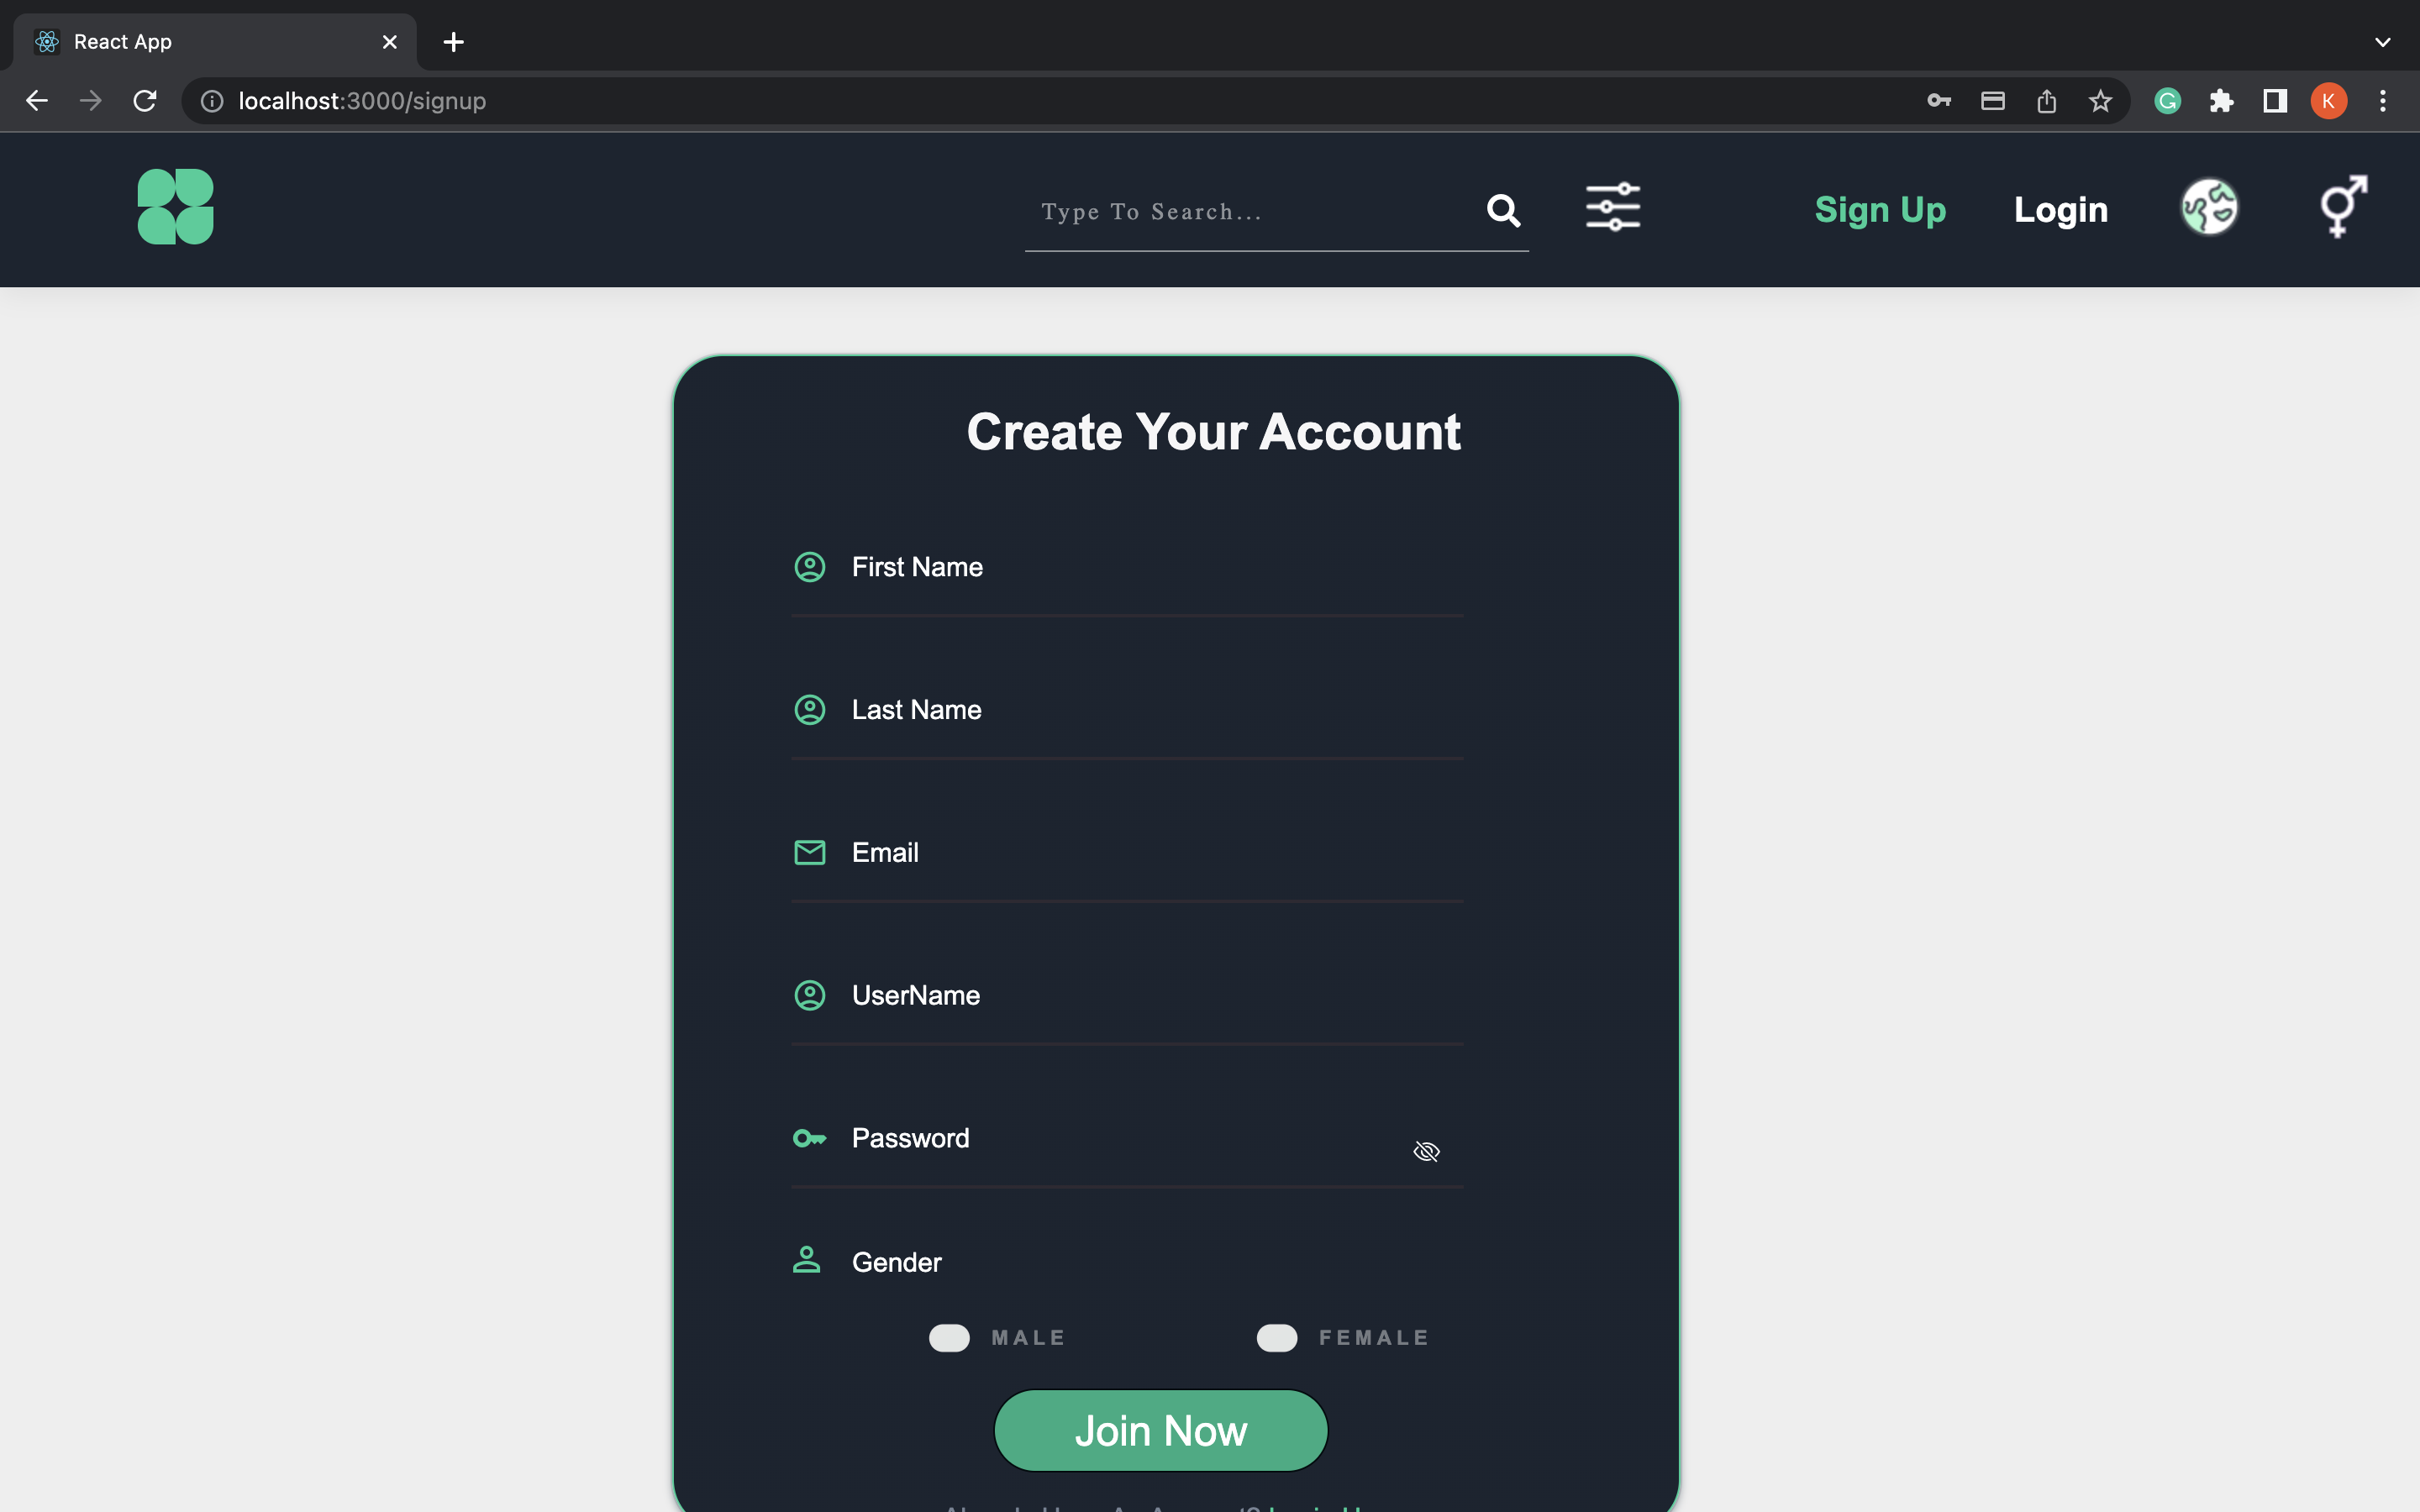 React App
localhost:3000/signup
K
Type To Search...
Sign Up
Login
Create Your Account
First Name
Last Name
Email
UserName
Password
Gender
MALE
FEMALE
Join Now